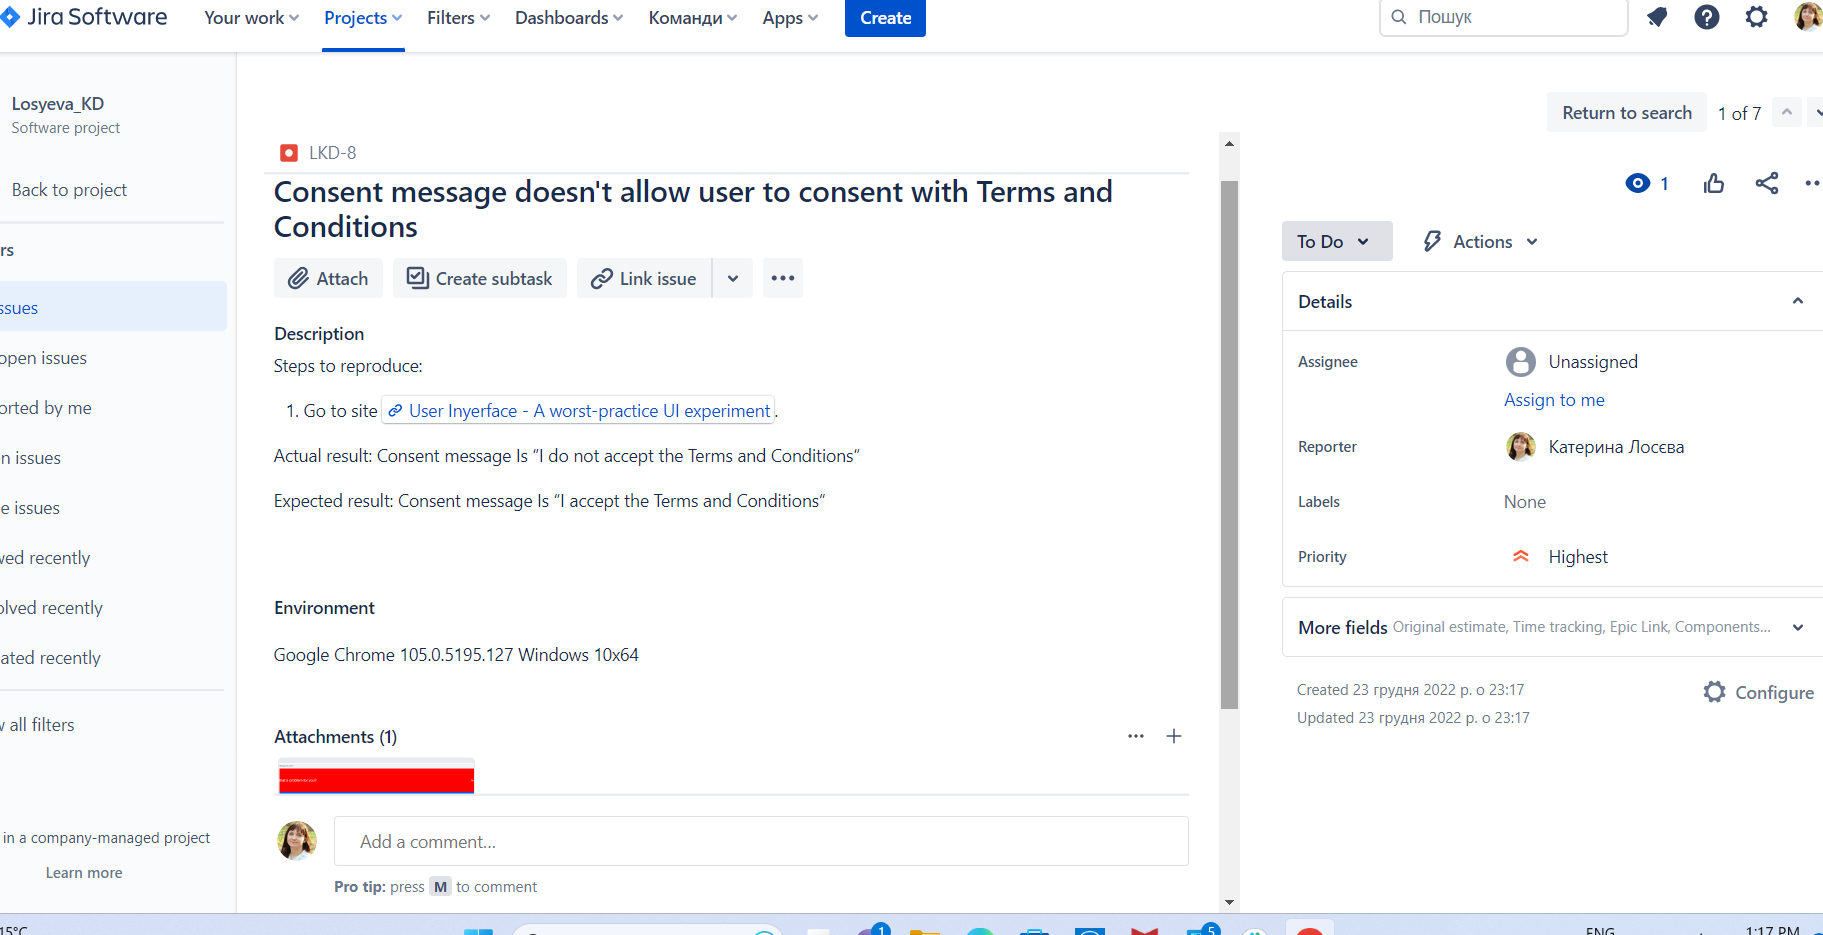 Jira Software
Your work
Projects
Filters
Dashboards
Команди
Apps
Create
Пошук
Losyeva_KD
Software project
Back to project
rs
ssues
open issues
orted by me
n issues
e issues
wed recently
olved recently
ated recently
w all filters
in a company-managed project
Learn more
Return to search
1 of 7
LKD-8
Consent message doesn't allow user to consent with Terms and
Conditions
Attach
Create subtask
Link issue
Description
Steps to reproduce:
1. Go to site User Inyerface - A worst-practice UI experiment .
Actual result: Consent message Is “I do not accept the Terms and Conditions“
Expected result: Consent message Is “I accept the Terms and Conditions“
Environment
Google Chrome 105.0.5195.127 Windows 10x64
Attachments (1)
Add a comment...
Pro tip: press M to comment
1
To Do
Actions
Details
Assignee
Unassigned
Assign to me
Reporter
Катерина Лосєва
Labels
None
Priority
Highest
More fields Original estimate, Time tracking, Epic Link, Components...
Created 23 грудня 2022 р. о 23:17
Configure
Updated 23 грудня 2022 р. о 23:17
15°C
1
5
ENG
1:17 PM